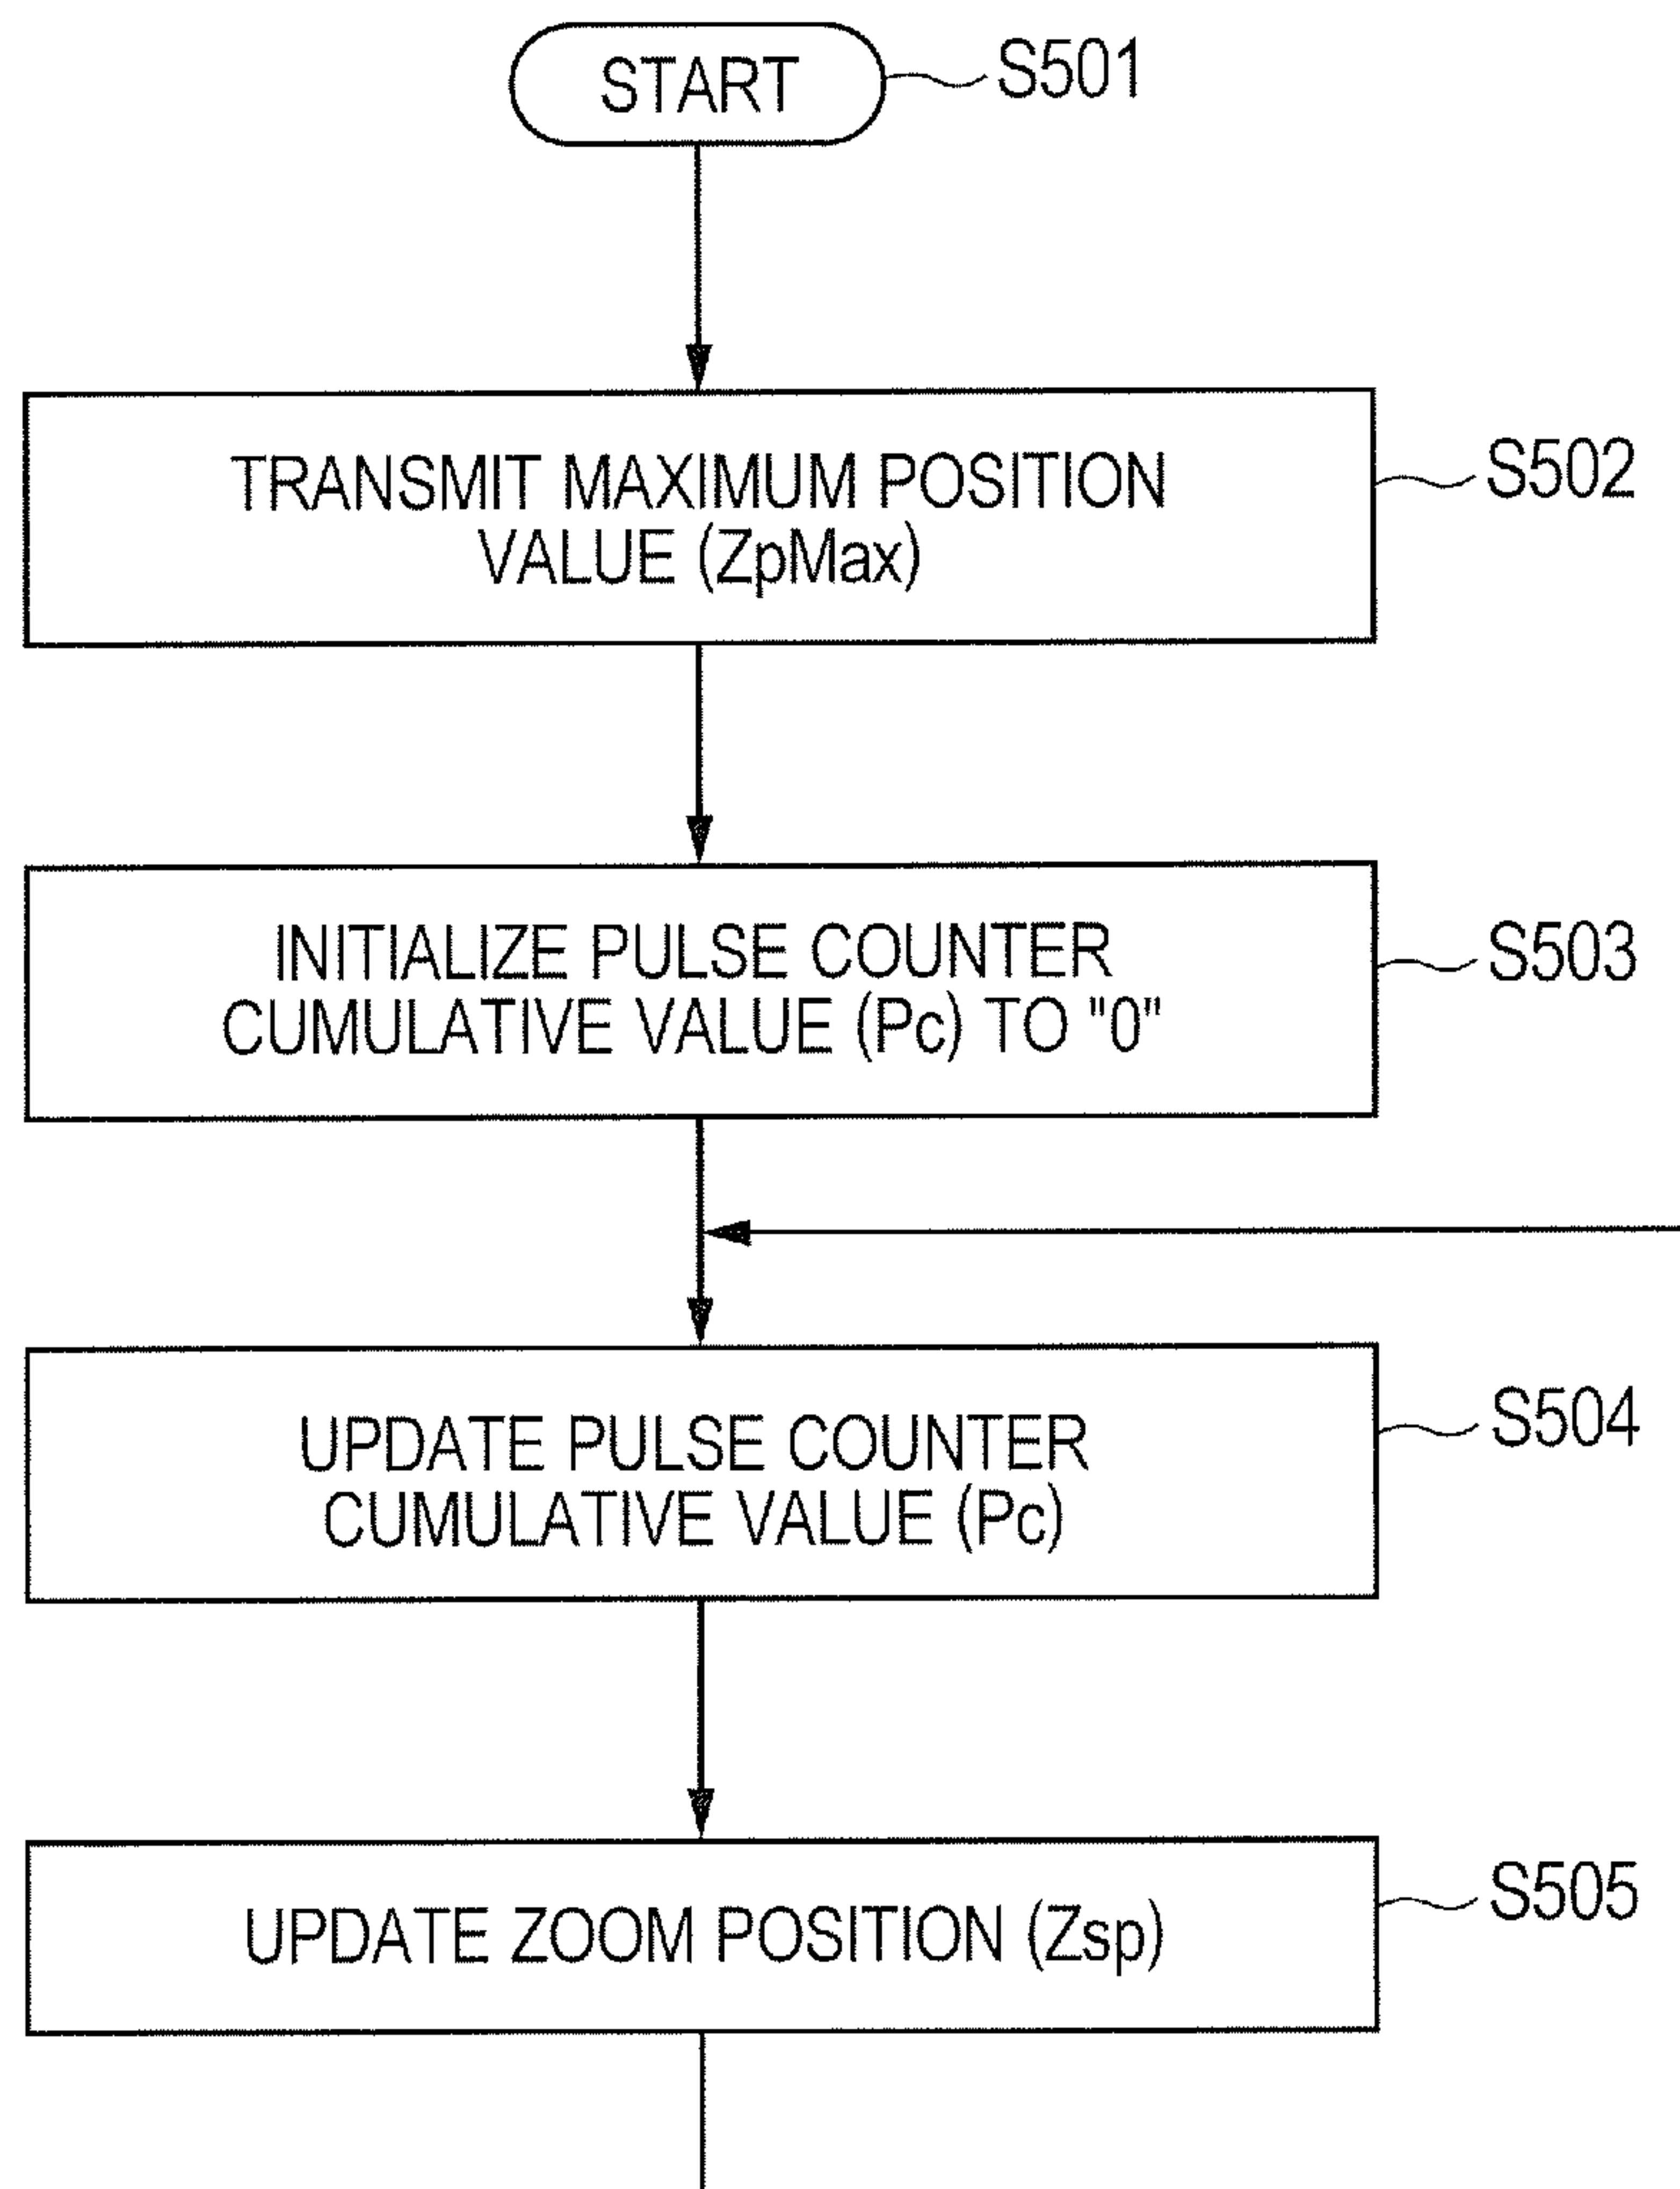 START
S501
TRANSMIT MAXIMUM POSITION
VALUE (ZpMax)
S502
INITIALIZE PULSE COUNTER
CUMULATIVE VALUE (Pc) TO "0"
S503
UPDATE PULSE COUNTER
CUMULATIVE VALUE (Pc)
S504
UPDATE ZOOM POSITION (Zsp)
S505